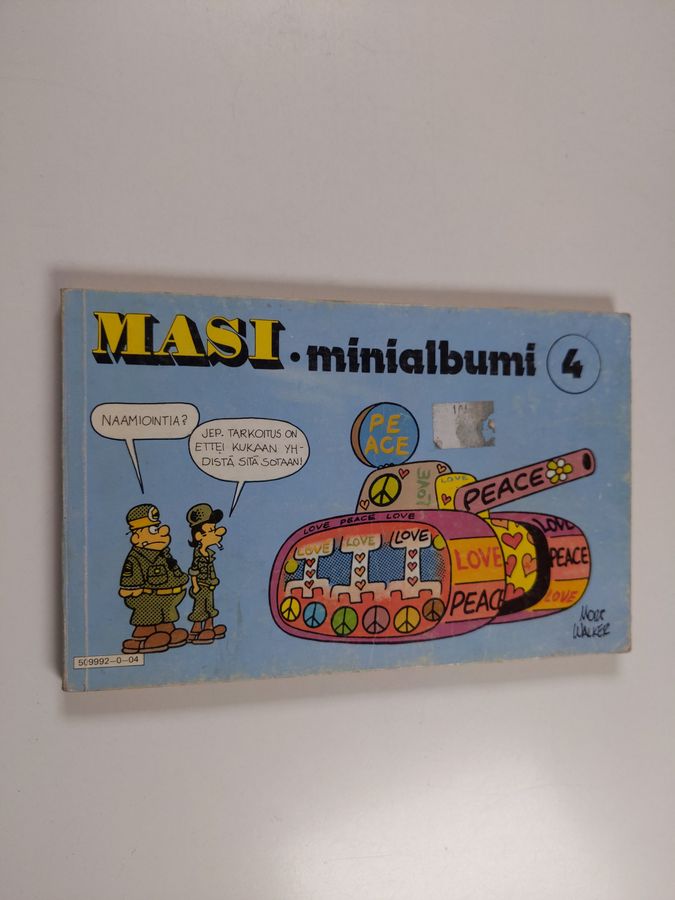 MASI • minialbumi 4
NAAMIOINTIA?
JEP. TARKOITUS ON
ETTEI KUKAAN YH-
DISTÄ SITÄ SOTAAN!
PE
ACE
LOVE
LOVE
PEACE
LOVE PEACE LOVE
LOVE
LOVE
LOVE
LOVE
PEACE
LOVE
PEACE
LOVE
MORT
WALKER
509992-0-04